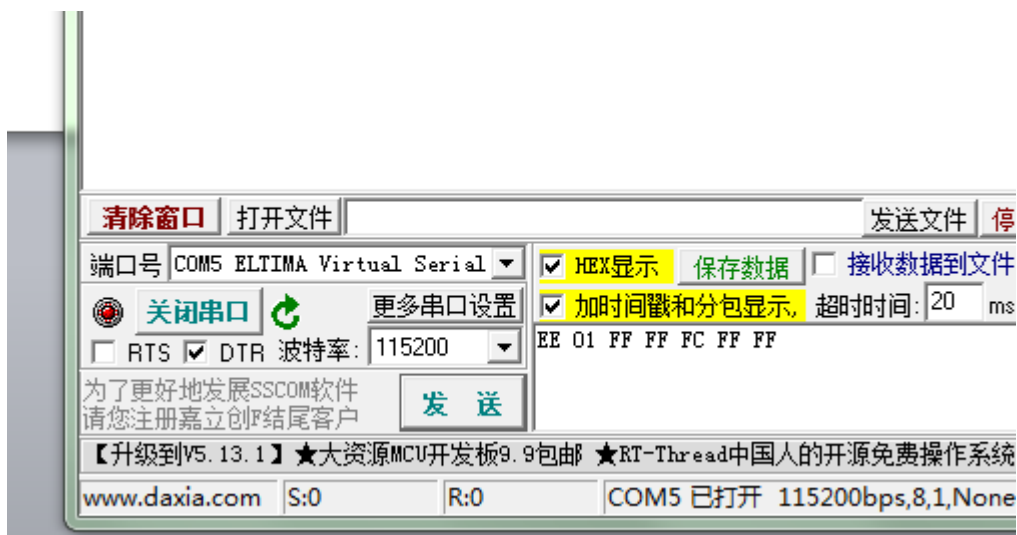 清除窗口 打开文件 发送文件 停
端口号 COM5 ELTIMA Virtual Serial HEX显示 保存数据 接收数据到文件
关闭串口 更多串口设置 加时间戳和分包显示, 超时时间: 20 ms
RTS DTR 波特率: 115200 EE 01 FF FF FC FF FF
为了更好地发展SSCOM软件
请您注册嘉立创F结尾客户 发 送
【升级到V5.13.1】★大资源MCU开发板9.9包邮 ★RT-Thread中国人的开源免费操作系统
www.daxia.com S:0 R:0 COM5 已打开 115200bps,8,1,None